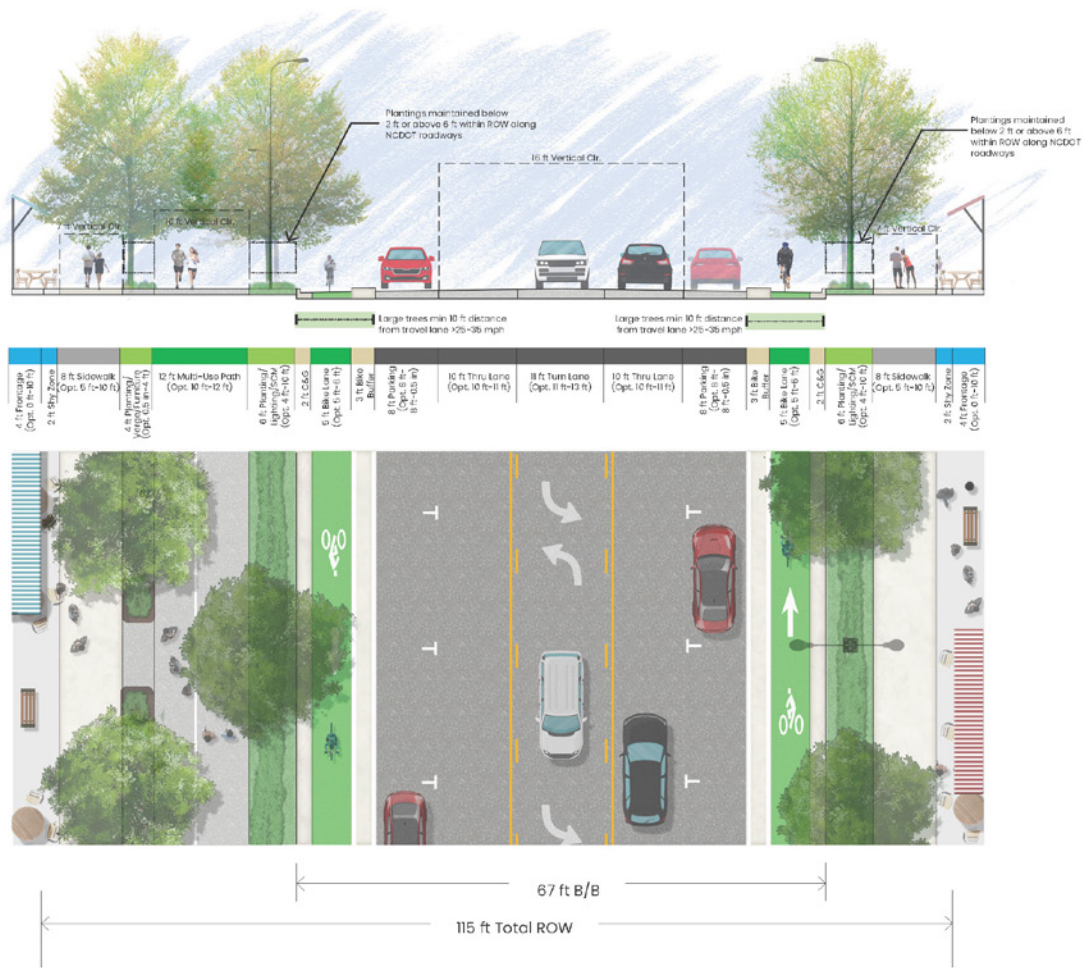 Plantings maintained below
2 ft or above 6 ft within ROW along
NCDOT roadways
Plantings maintained
below 2 ft or above 6 ft
within ROW along NCDOT
roadways
16 ft Vertical Clr.
7 ft Vertical Clr.
10 ft Vertical Clr.
7 ft Vertical Clr.
Large trees min 10 ft distance
from travel lane >25-35 mph
Large trees min 10 ft distance
from travel lane >25-35 mph
4 ft Frontage
(Opt. 0 ft-10 ft)
2 ft Shy Zone
8 ft Sidewalk
(Opt. 5 ft-10 ft)
4 ft Planting/
Verge/Furniture
(Opt. 0.5 in-4 ft)
12 ft Multi-Use Path
(Opt. 10 ft-12 ft)
6 ft Planting/
Lighting/SCM
(Opt. 4 ft-10 ft)
2 ft C&G
5 ft Bike Lane
(Opt. 5 ft-6 ft)
3 ft Bike
Buffer
8 ft Parking
(Opt. 8 ft-
8 ft-0.5 in)
10 ft Thru Lane
(Opt. 10 ft-11 ft)
11 ft Turn Lane
(Opt. 11 ft-13 ft)
10 ft Thru Lane
(Opt. 10 ft-11 ft)
8 ft Parking
(Opt. 8 ft-
8 ft-0.5 in)
3 ft Bike
Buffer
5 ft Bike Lane
(Opt. 5 ft-6 ft)
2 ft C&G
6 ft Planting/
Lighting/SCM
(Opt. 4 ft-10 ft)
8 ft Sidewalk
(Opt. 5 ft-10 ft)
2 ft Shy Zone
4 ft Frontage
(Opt. 0 ft-10 ft)
67 ft B/B
115 ft Total ROW